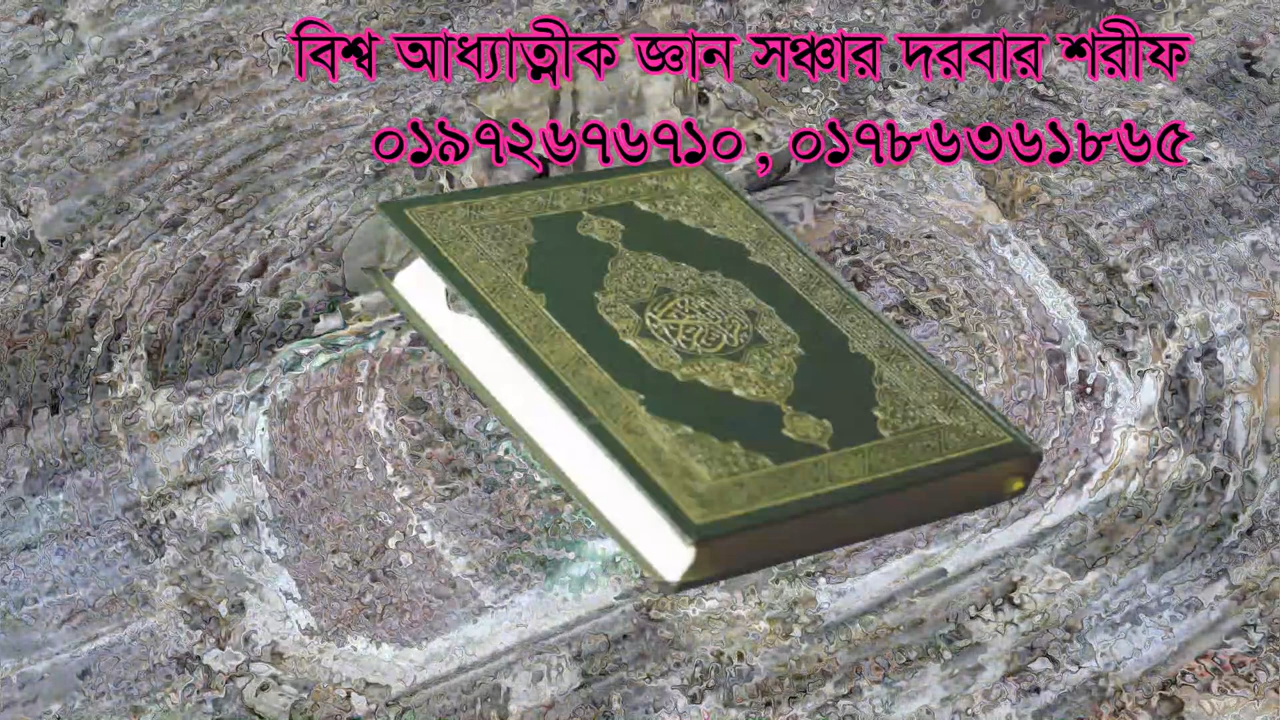 বিশ্ব আধ্যাত্নীক জ্ঞান সঞ্চার দরবার শরীফ
০১৯৭২৬৭৬৭১০ , ০১৭৮৬৩৬১৮৬৫